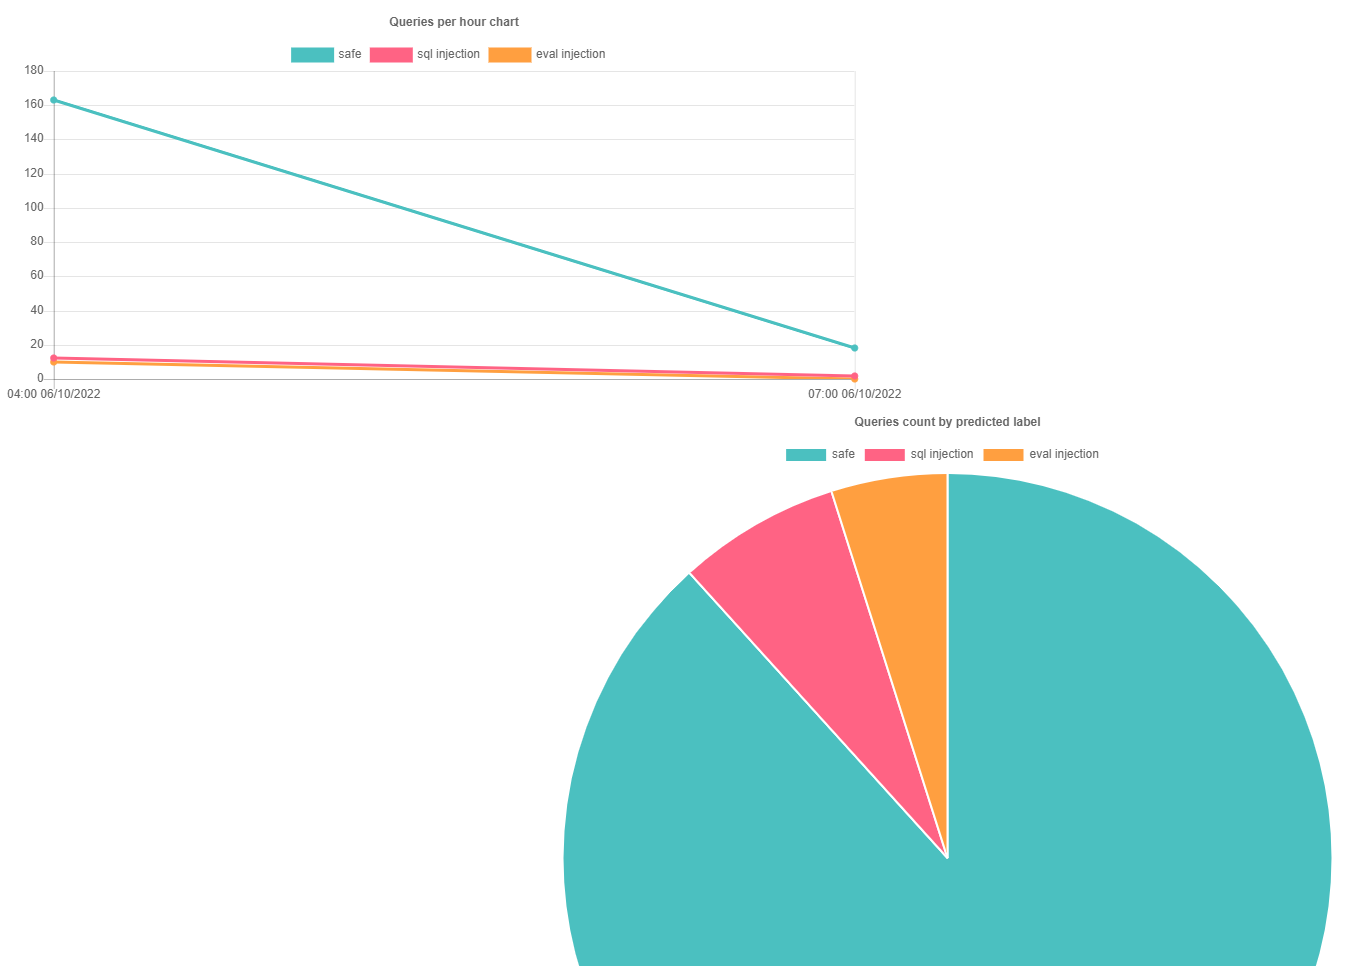 Queries per hour chart
safe sql injection eval injection
180
160
140
120
100
80
60
40
20
0
04:00 06/10/2022 07:00 06/10/2022
Queries count by predicted label
safe sql injection eval injection